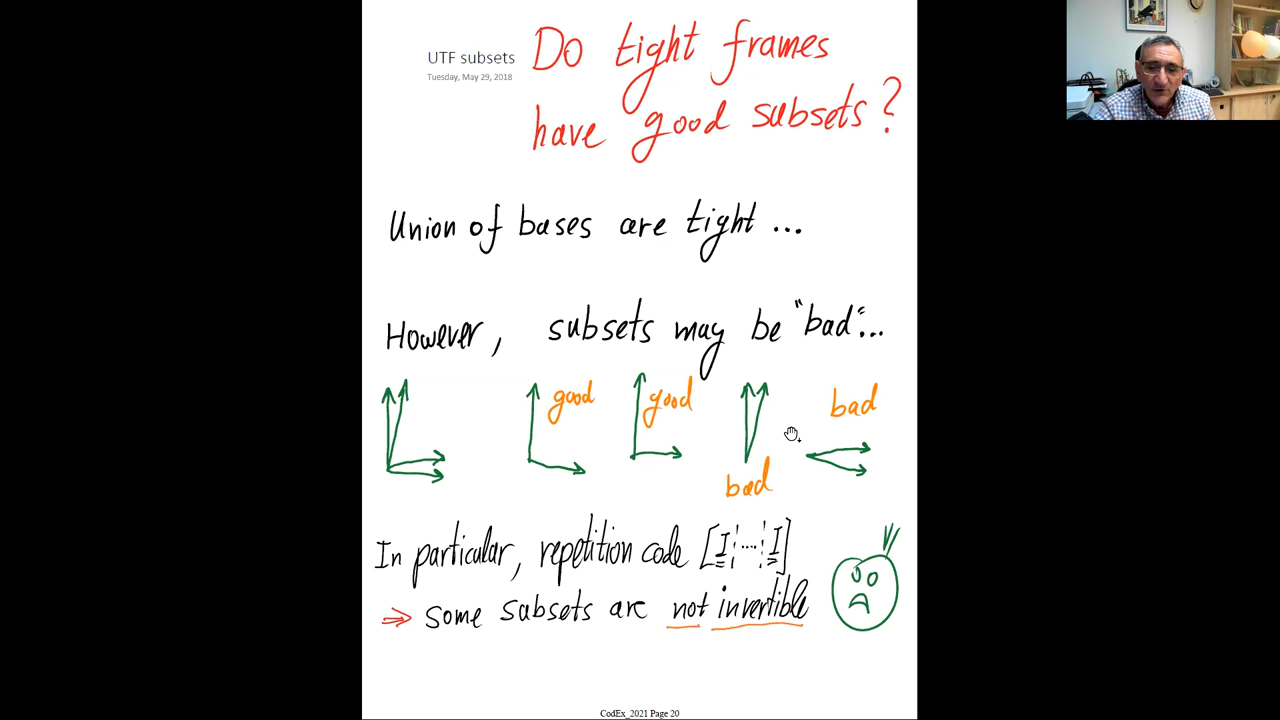 UTF subsets
Tuesday, May 29, 2018
Do tight frames
have good subsets?
Union of bases are tight ...
However, subsets may be "bad"...
good good bad
bad
In particular, repetition code [I ... I]
⇒ some subsets are not invertible
CodEx_2021 Page 20